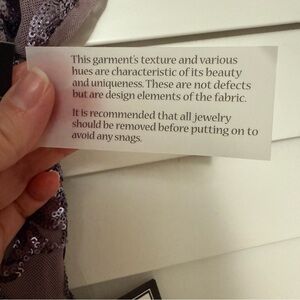 This garment's texture and various
hues are characteristic of its beauty
and uniqueness. These are not defects
but are design elements of the fabric.
It is recommended that all jewelry
should be removed before putting on to
avoid any snags.